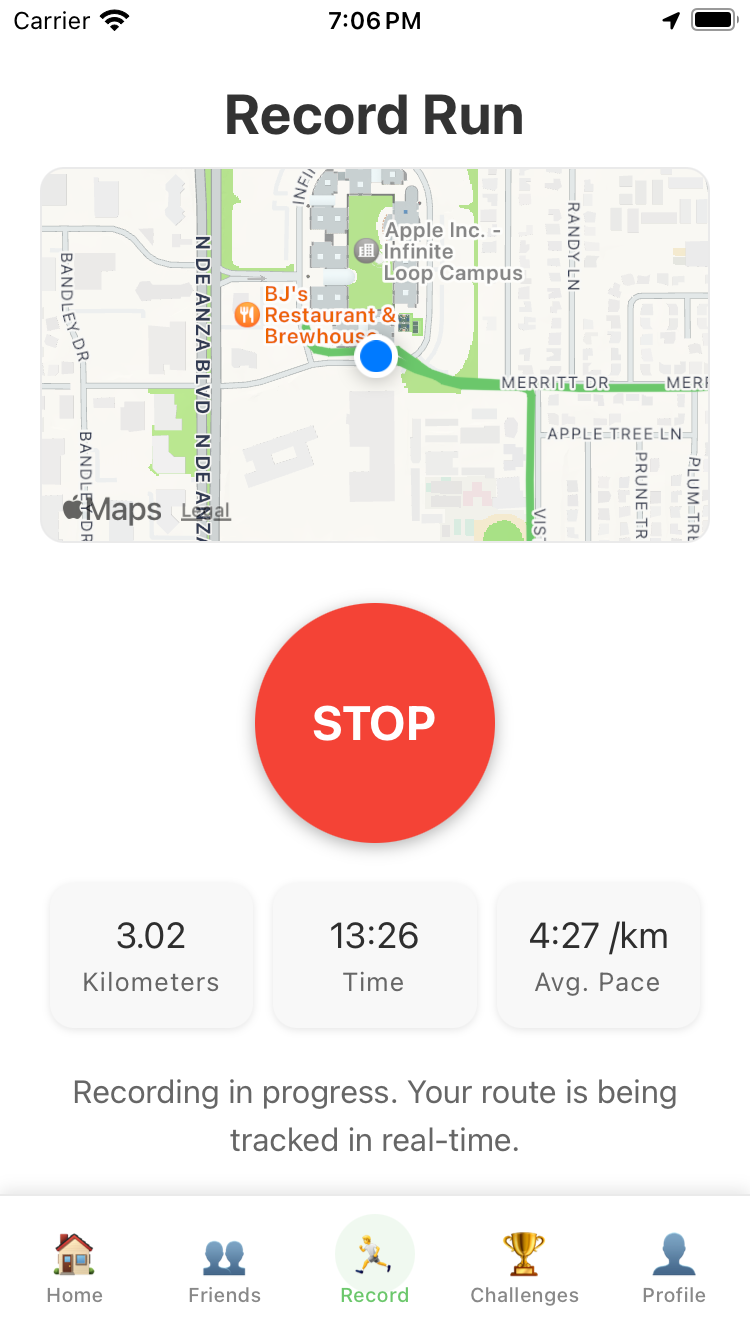 Carrier
7:06 PM
Record Run
INFI
Apple Inc. -
Infinite
Loop Campus
RANDY LN
BANDLEY DR
N DE ANZA BLVD
BJ's
Restaurant &
Brewhouse
MERRITT DR
MERR
APPLE TREE LN
BANDLEY DR
N DE ANZA
PRUNE TR
PLUM TRE
VIS
Maps
Legal
STOP
3.02
13:26
4:27 /km
Kilometers
Time
Avg. Pace
Recording in progress. Your route is being
tracked in real-time.
Home
Friends
Record
Challenges
Profile